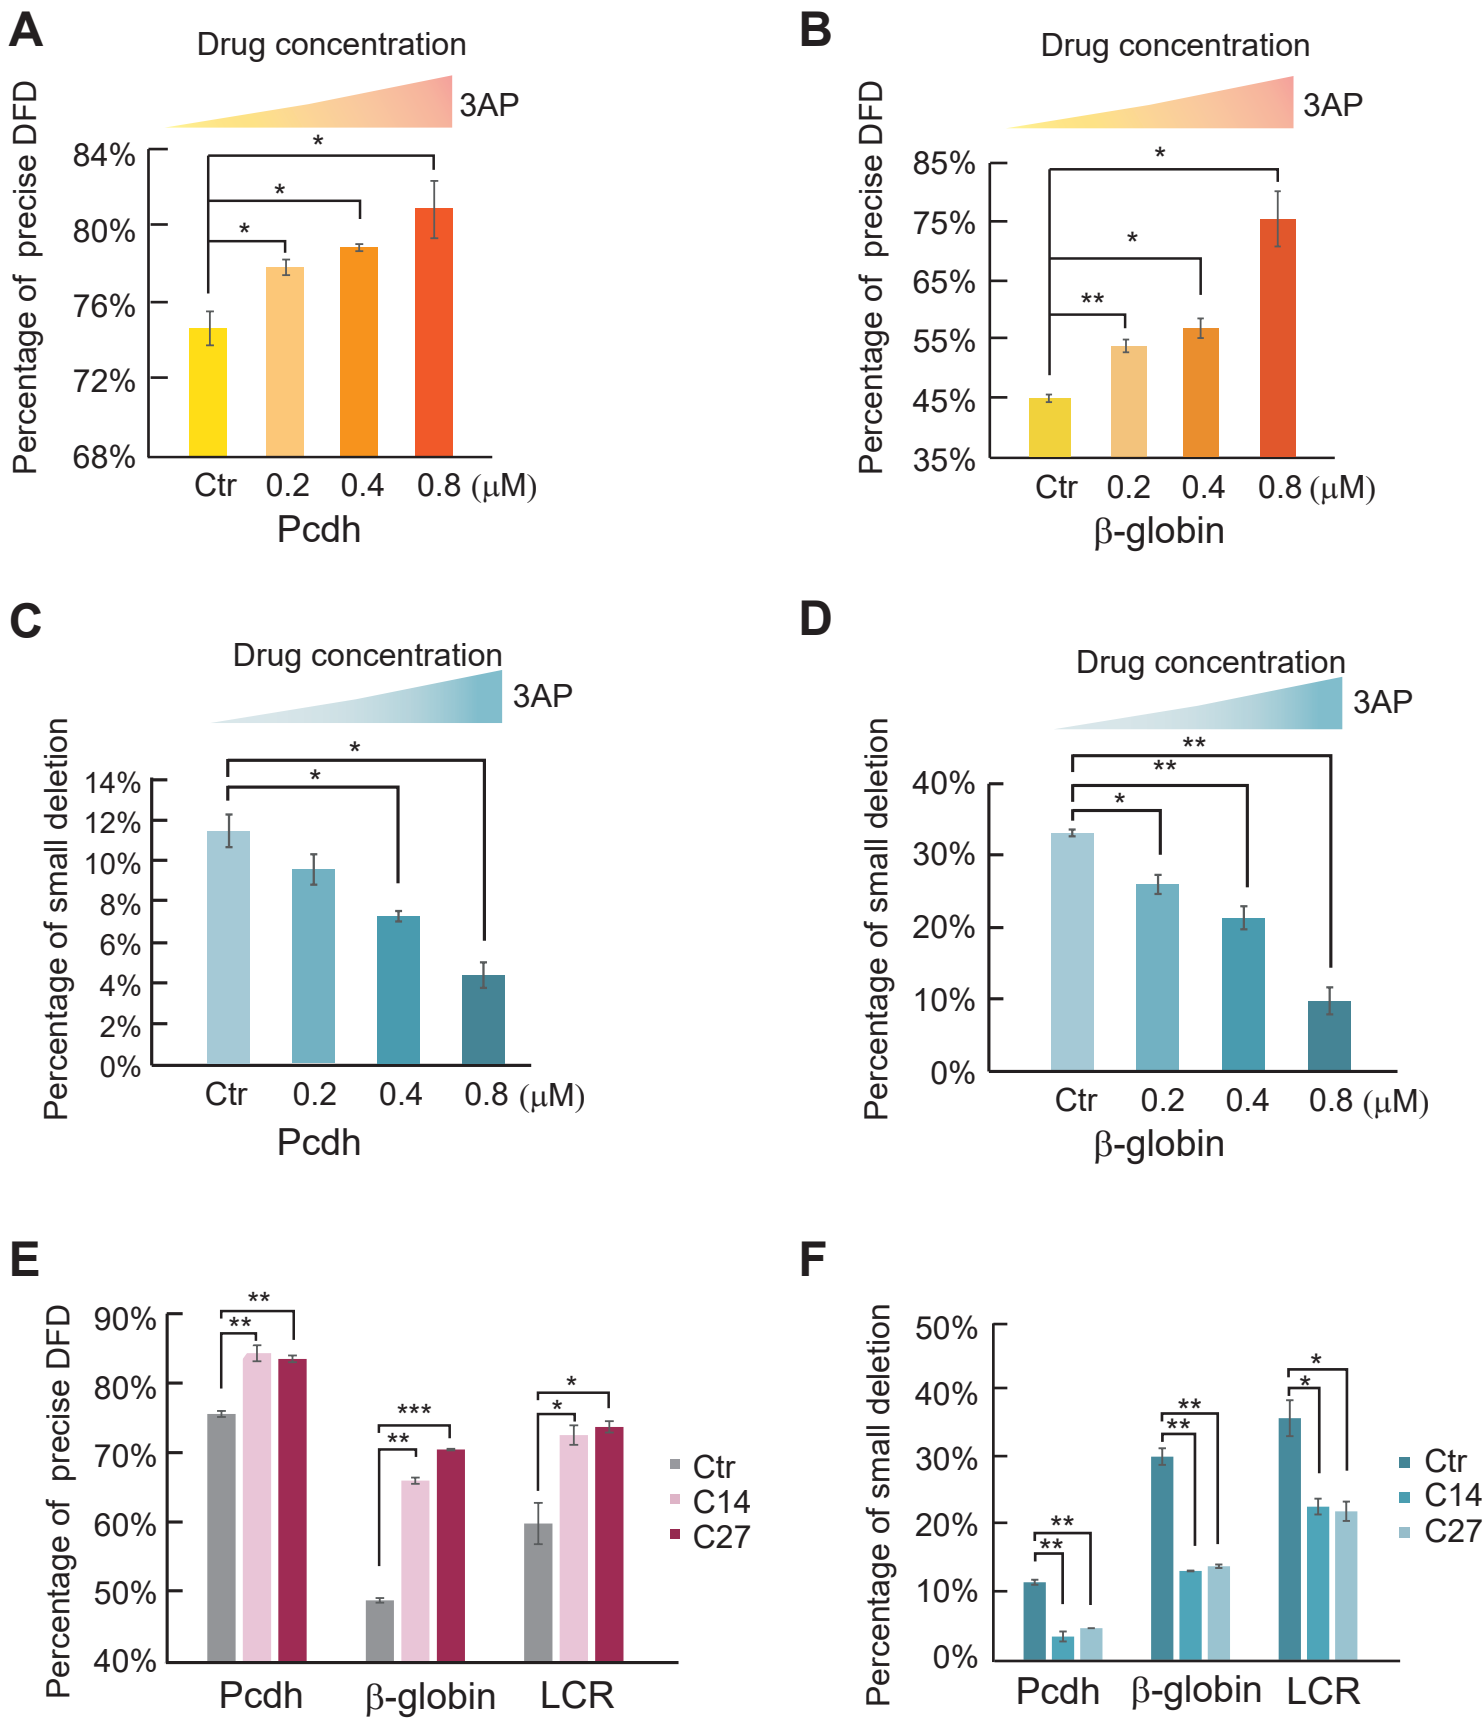 A
Drug concentration
3AP
Percentage of precise DFD
84%
80%
76%
72%
68%
*
*
*
Ctr 0.2 0.4 0.8 (μM)
Pcdh
B
Drug concentration
3AP
Percentage of precise DFD
85%
75%
65%
55%
45%
35%
*
*
**
Ctr 0.2 0.4 0.8 (μM)
β-globin
C
Drug concentration
3AP
Percentage of small deletion
14%
12%
10%
8%
6%
4%
2%
0%
*
*
Ctr 0.2 0.4 0.8 (μM)
Pcdh
D
Drug concentration
3AP
Percentage of small deletion
40%
30%
20%
10%
0%
**
**
*
Ctr 0.2 0.4 0.8 (μM)
β-globin
E
Percentage of precise DFD
90%
80%
70%
60%
50%
40%
**
**
***
**
*
*
Ctr
C14
C27
Pcdh β-globin LCR
F
Percentage of small deletion
50%
40%
30%
20%
10%
0%
**
**
**
**
*
*
Ctr
C14
C27
Pcdh β-globin LCR